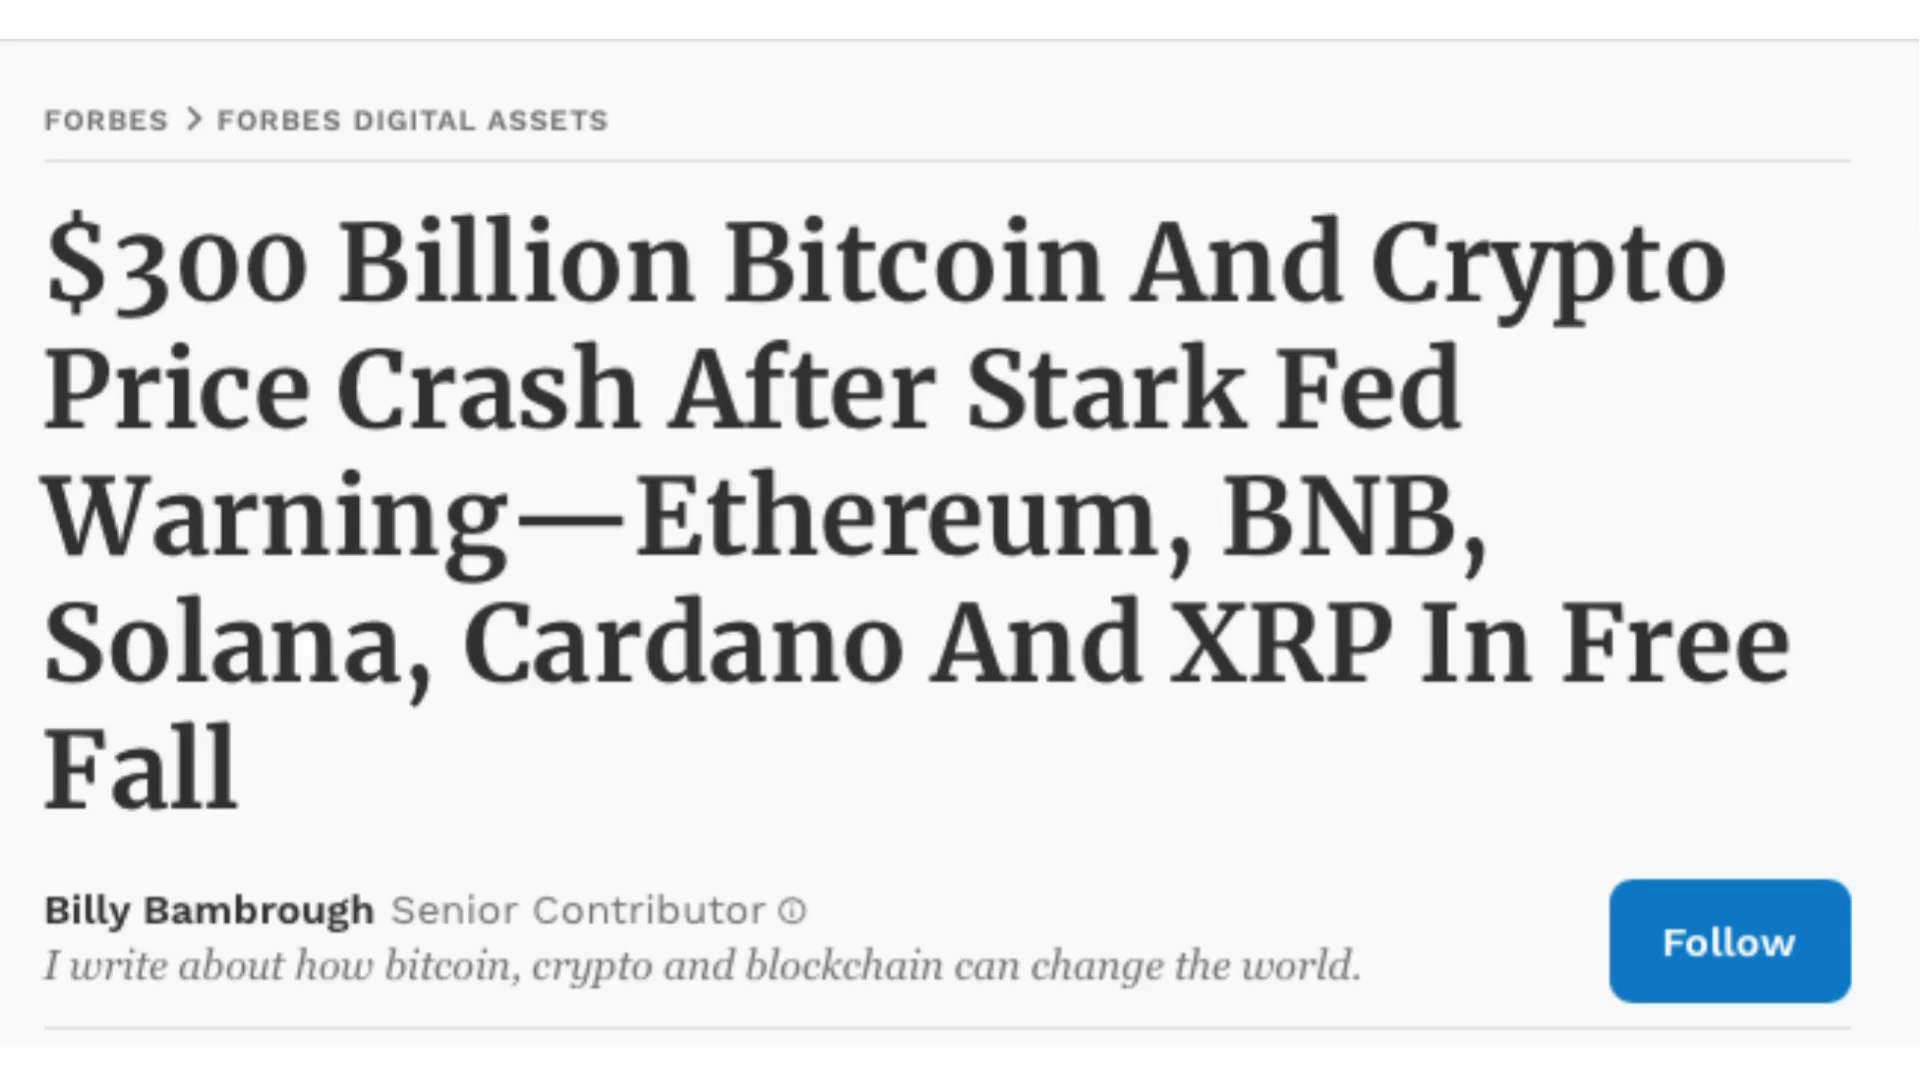 FORBES > FORBES DIGITAL ASSETS
$300 Billion Bitcoin And Crypto
Price Crash After Stark Fed
Warning—Ethereum, BNB,
Solana, Cardano And XRP In Free
Fall
Billy Bambrough Senior Contributor
I write about how bitcoin, crypto and blockchain can change the world.
Follow